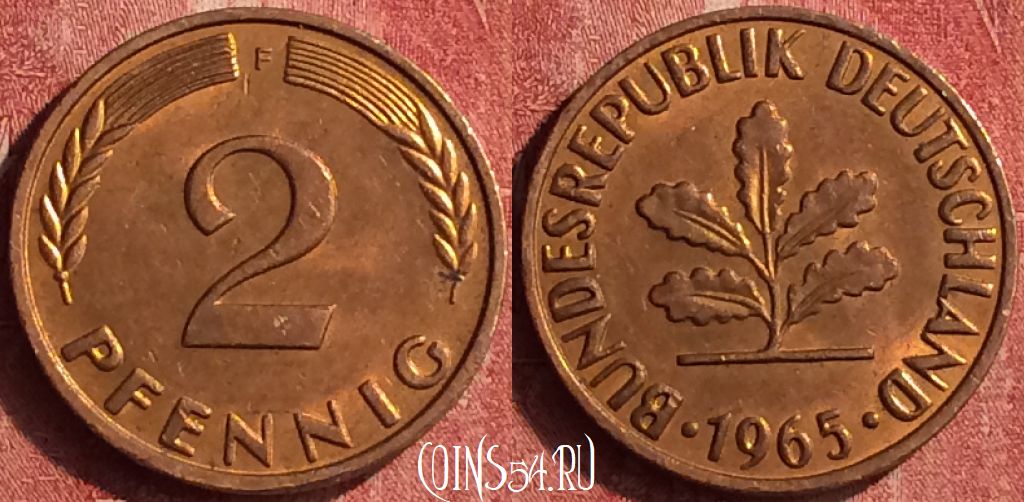 F
2
PFENNIG
BUNDESREPUBLIK DEUTSCHLAND
· 1965 ·
COINS54.RU